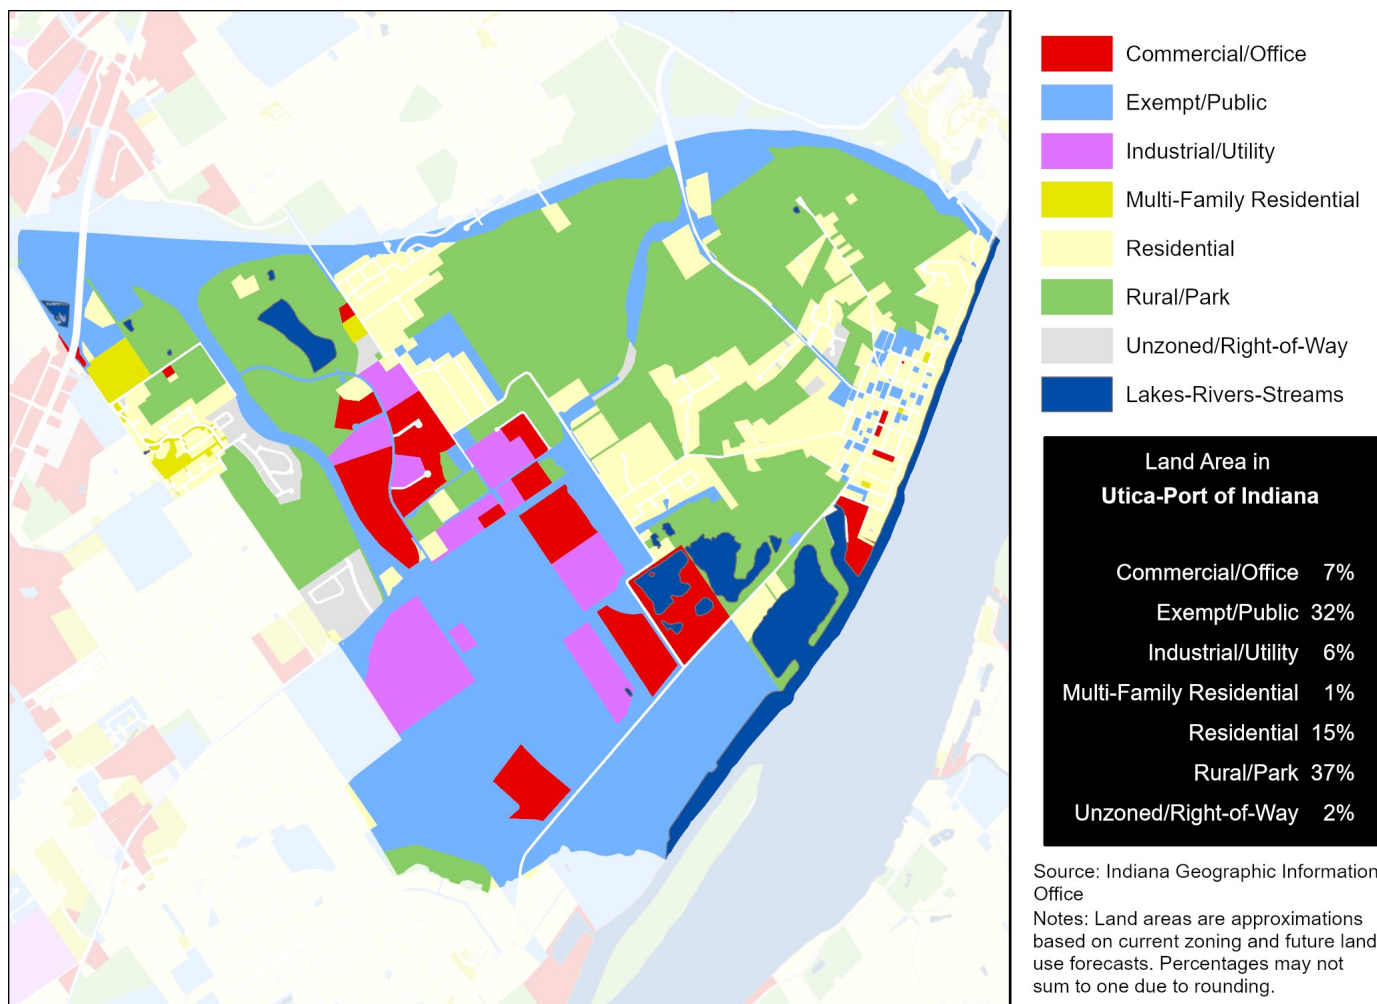 Commercial/Office
Exempt/Public
Industrial/Utility
Multi-Family Residential
Residential
Rural/Park
Unzoned/Right-of-Way
Lakes-Rivers-Streams
Land Area in
Utica-Port of Indiana
Commercial/Office 7%
Exempt/Public 32%
Industrial/Utility 6%
Multi-Family Residential 1%
Residential 15%
Rural/Park 37%
Unzoned/Right-of-Way 2%
Source: Indiana Geographic Information
Office
Notes: Land areas are approximations
based on current zoning and future land
use forecasts. Percentages may not
sum to one due to rounding.